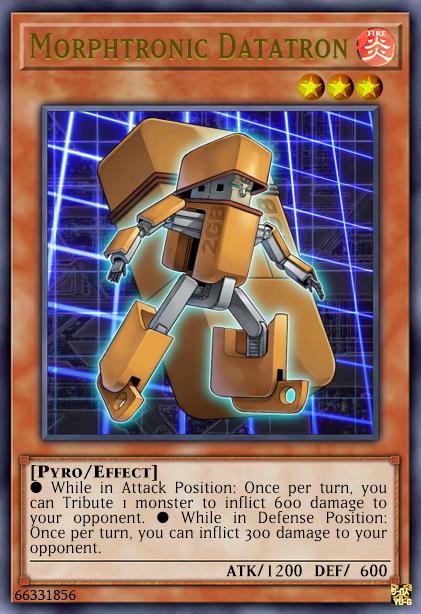 MORPHTRONIC DATATRON
FIRE
炎
2GB
[PYRO/EFFECT]
● While in Attack Position: Once per turn, you
can Tribute 1 monster to inflict 600 damage to
your opponent. ● While in Defense Position:
Once per turn, you can inflict 300 damage to your
opponent.
ATK/1200 DEF/ 600
66331856